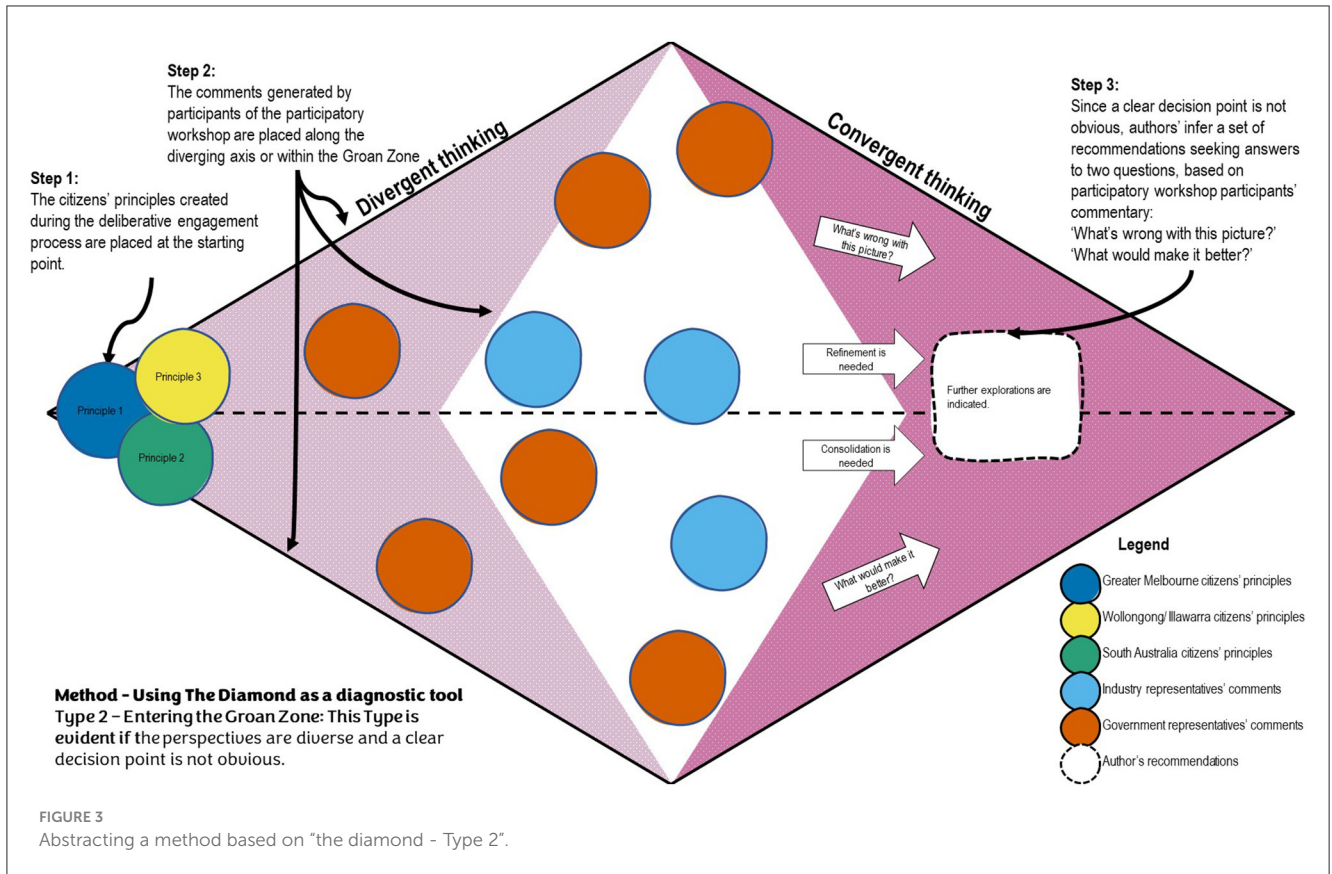 Step 1:
The citizens' principles created
during the deliberative engagement
process are placed at the starting
point.
Step 2:
The comments generated by
participants of the participatory
workshop are placed along the
diverging axis or within the Groan Zone
Divergent thinking
Convergent thinking
Step 3:
Since a clear decision point is not
obvious, authors' infer a set of
recommendations seeking answers
to two questions, based on
participatory workshop participants'
commentary:
'What's wrong with this picture?'
'What would make it better?'
Principle 3
Principle 1
Principle 2
What's wrong with
this picture?
Refinement is
needed
Consolidation is
needed
What would make it
better?
Further explorations are
indicated.
Legend
Greater Melbourne citizens' principles
Wollongong/ Illawarra citizens' principles
South Australia citizens' principles
Industry representatives' comments
Government representatives' comments
Author's recommendations
Method - Using The Diamond as a diagnostic tool
Type 2 – Entering the Groan Zone: This Type is
evident if the perspectives are diverse and a clear
decision point is not obvious.
FIGURE 3
Abstracting a method based on "the diamond - Type 2".